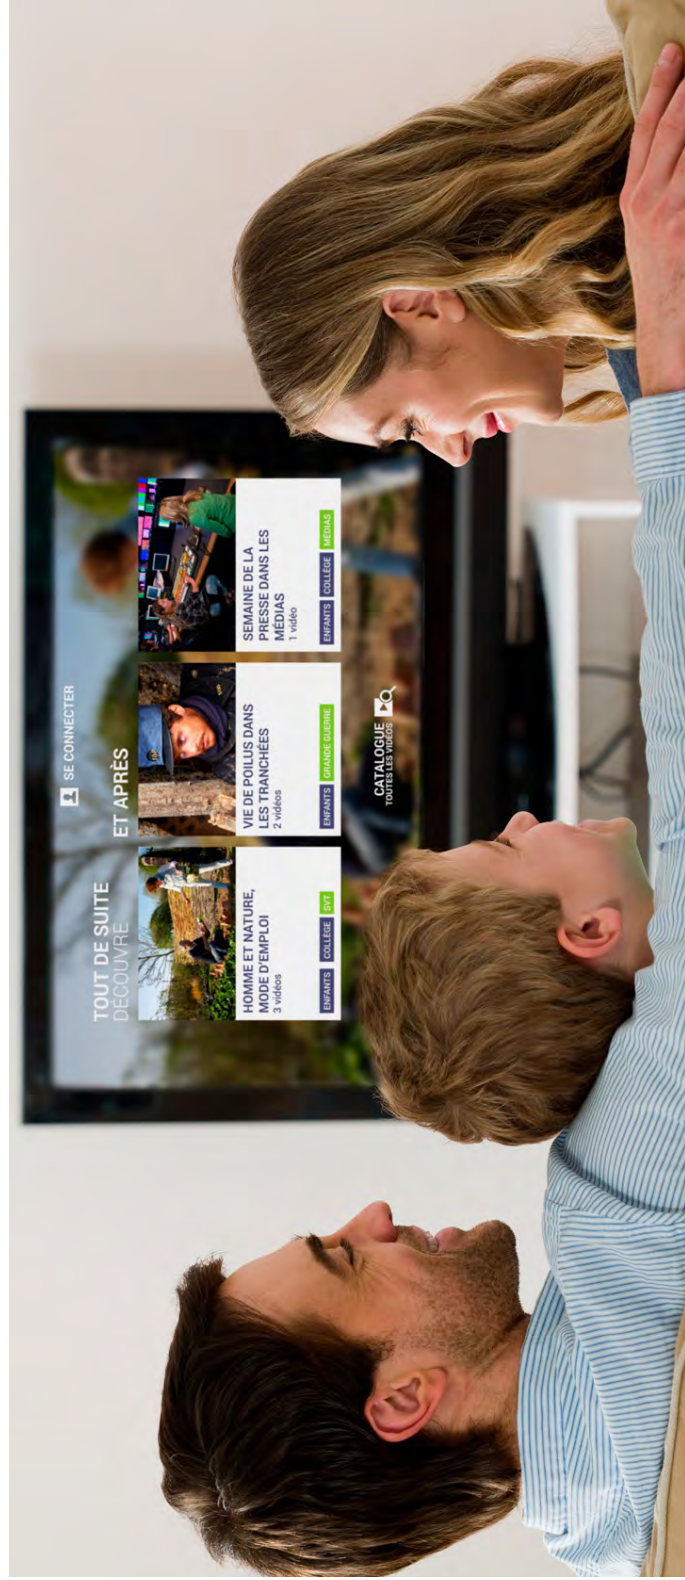 SE CONNECTER
TOUT DE SUITE
DÉCOUVRE
ET APRÈS
HOMME ET NATURE,
MODE D'EMPLOI
3 vidéos
ENFANTS COLLÈGE SVT
VIE DE POILUS DANS
LES TRANCHÉES
2 vidéos
ENFANTS GRANDE GUERRE
SEMAINE DE LA
PRESSE DANS LES
MÉDIAS
1 vidéo
ENFANTS COLLÈGE MÉDIAS
CATALOGUE
TOUTES LES VIDÉOS